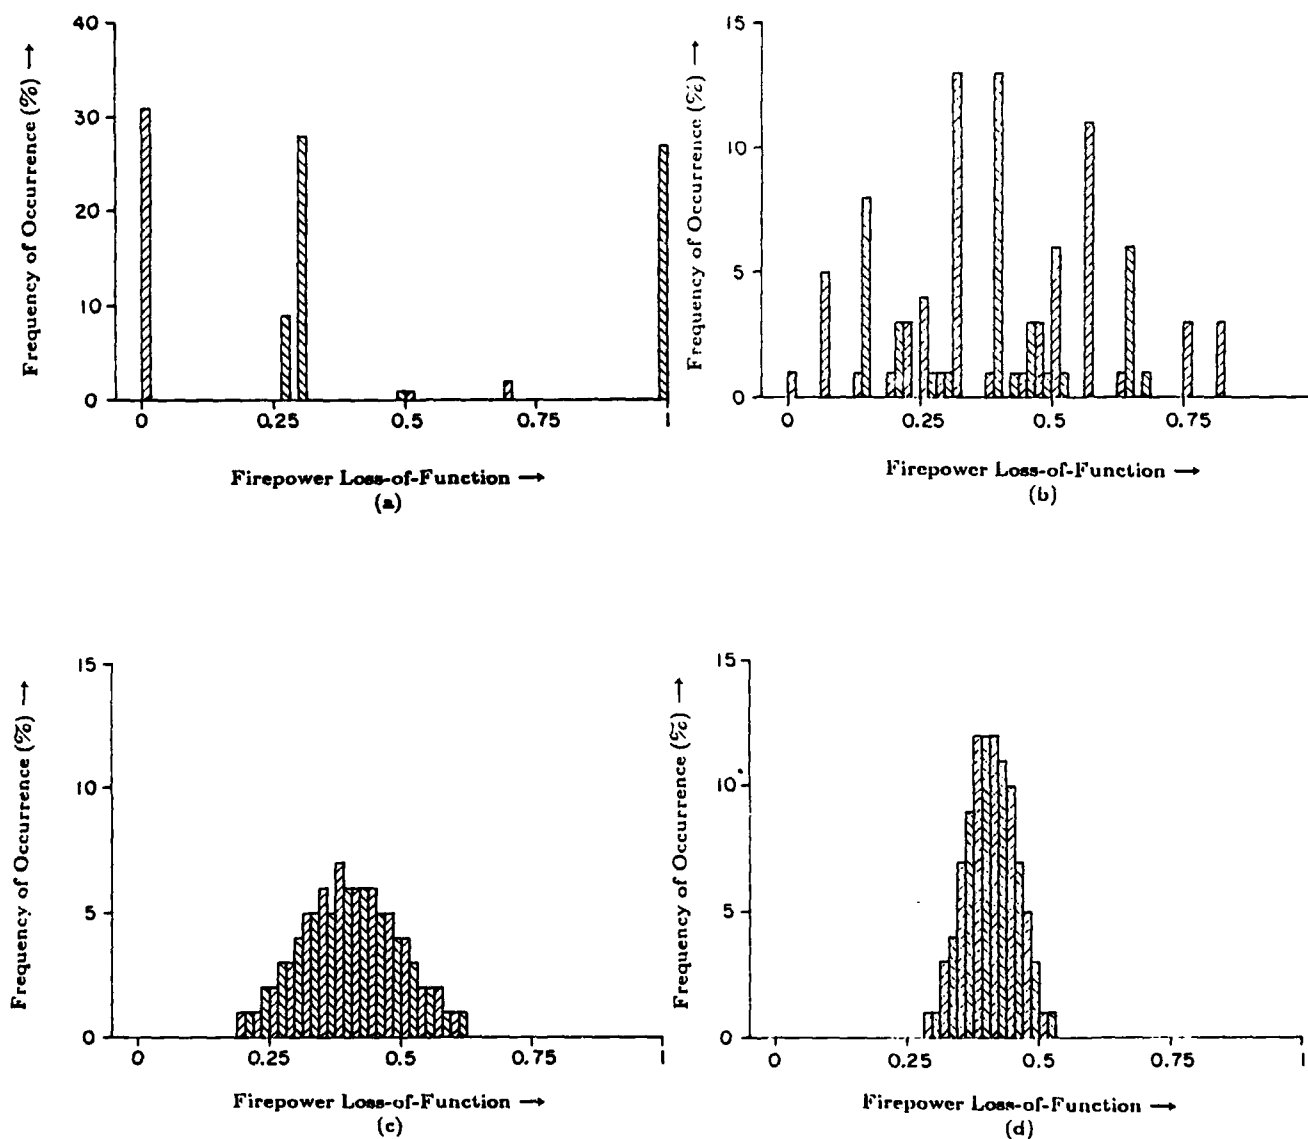 40
30
20
10
0
Frequency of Occurrence (%) →
0 0.25 0.5 0.75 1
Firepower Loss-of-Function →
(a)
15
10
5
0
Frequency of Occurrence (%) →
0 0.25 0.5 0.75
Firepower Loss-of-Function →
(b)
15
10
5
0
Frequency of Occurrence (%) →
0 0.25 0.5 0.75 1
Firepower Loss-of-Function →
(c)
15
10
5
0
Frequency of Occurrence (%) →
0 0.25 0.5 0.75 1
Firepower Loss-of-Function →
(d)